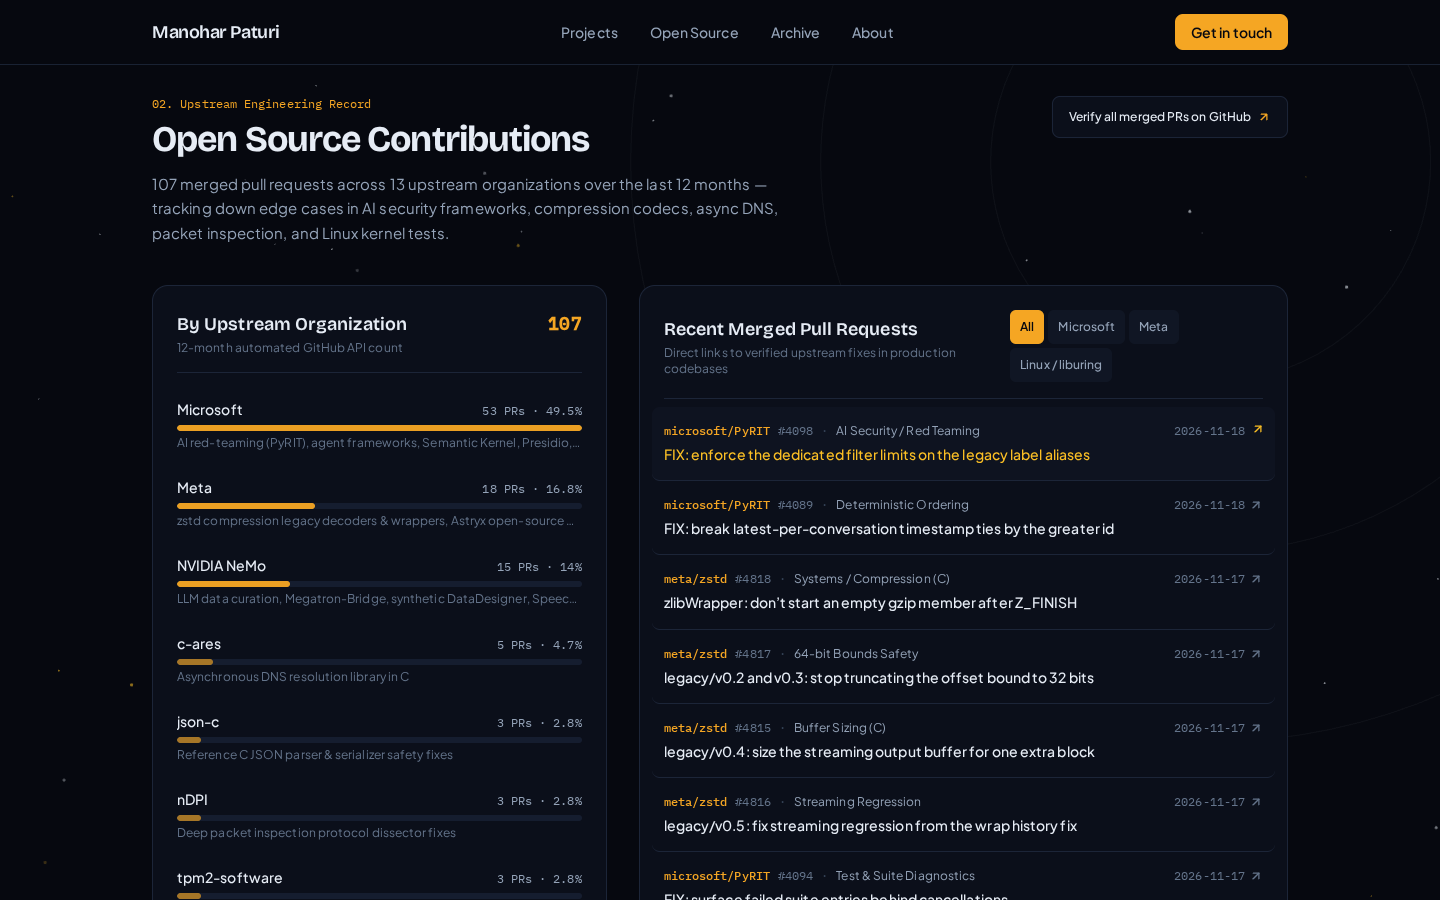 Manohar Paturi
Projects
Open Source
Archive
About
Get in touch
02. Upstream Engineering Record
Open Source Contributions
Verify all merged PRs on GitHub
107 merged pull requests across 13 upstream organizations over the last 12 months —
tracking down edge cases in AI security frameworks, compression codecs, async DNS,
packet inspection, and Linux kernel tests.
By Upstream Organization
107
12-month automated GitHub API count
Microsoft
53 PRs · 49.5%
AI red-teaming (PyRIT), agent frameworks, Semantic Kernel, Presidio,...
Meta
18 PRs · 16.8%
zstd compression legacy decoders & wrappers, Astryx open-source ...
NVIDIA NeMo
15 PRs · 14%
LLM data curation, Megatron-Bridge, synthetic DataDesigner, Speec...
c-ares
5 PRs · 4.7%
Asynchronous DNS resolution library in C
json-c
3 PRs · 2.8%
Reference C JSON parser & serializer safety fixes
nDPI
3 PRs · 2.8%
Deep packet inspection protocol dissector fixes
tpm2-software
3 PRs · 2.8%
Recent Merged Pull Requests
Direct links to verified upstream fixes in production
codebases
All
Microsoft
Meta
Linux / liburing
microsoft/PyRIT #4098 · AI Security / Red Teaming
2026-11-18
FIX: enforce the dedicated filter limits on the legacy label aliases
microsoft/PyRIT #4089 · Deterministic Ordering
2026-11-18
FIX: break latest-per-conversation timestamp ties by the greater id
meta/zstd #4818 · Systems / Compression (C)
2026-11-17
zlibWrapper: don’t start an empty gzip member after Z_FINISH
meta/zstd #4817 · 64-bit Bounds Safety
2026-11-17
legacy/v0.2 and v0.3: stop truncating the offset bound to 32 bits
meta/zstd #4815 · Buffer Sizing (C)
2026-11-17
legacy/v0.4: size the streaming output buffer for one extra block
meta/zstd #4816 · Streaming Regression
2026-11-17
legacy/v0.5: fix streaming regression from the wrap history fix
microsoft/PyRIT #4094 · Test & Suite Diagnostics
2026-11-17
FIX: surface failed suite entries behind cancellations